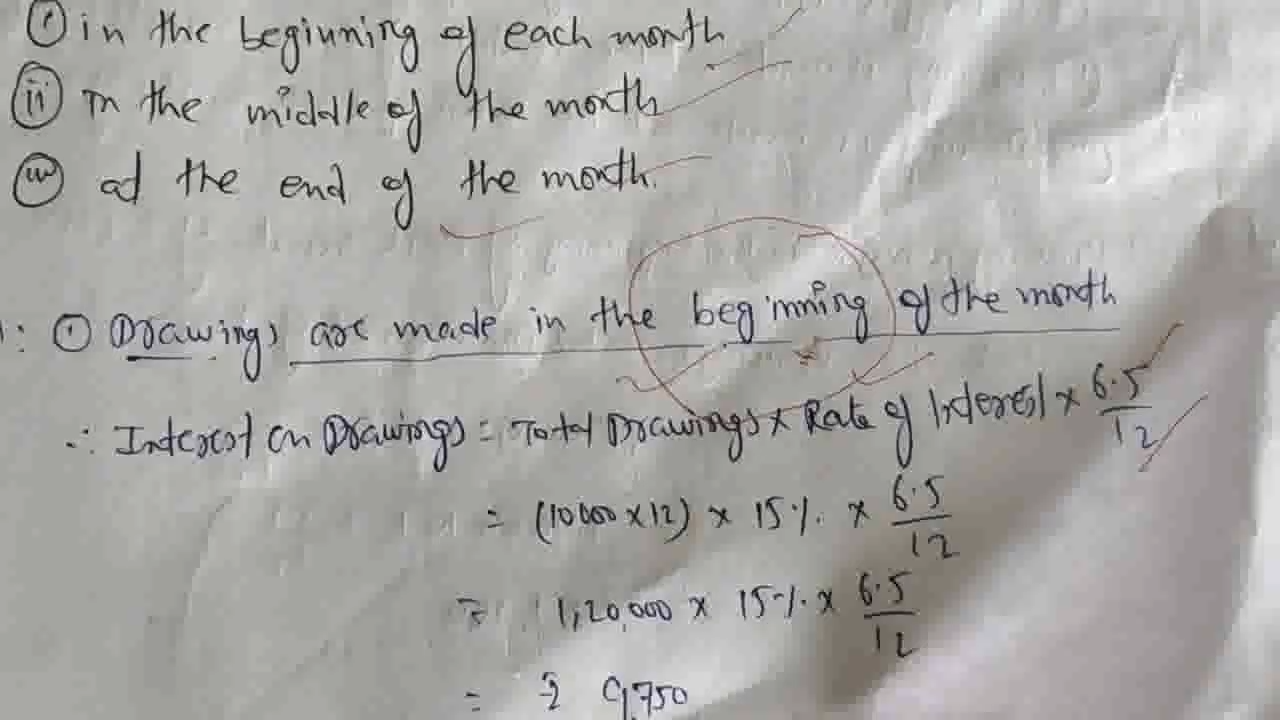 (i) in the beginning of each month
(ii) in the middle of the month
(iii) at the end of the month.
: (i) Drawings are made in the beginning of the month
∴ Interest on Drawings = Total Drawings × Rate of Interest × 6.5/12
= (10000 × 12) × 15% × 6.5/12
= 1,20,000 × 15% × 6.5/12
= ₹ 9,750